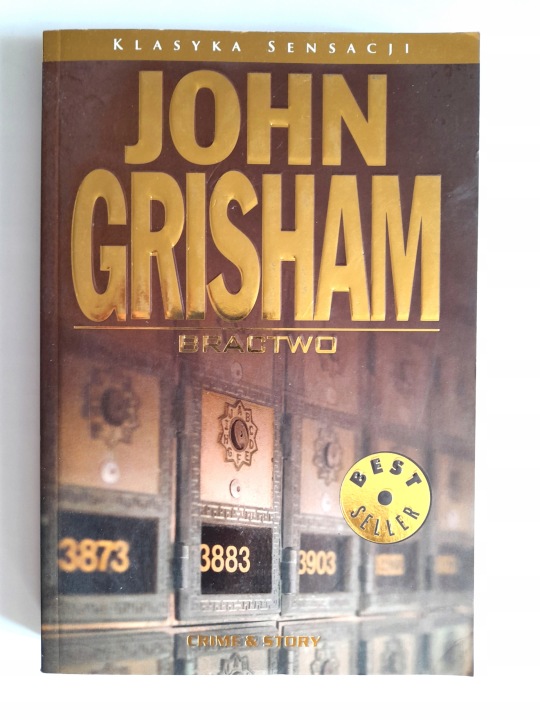 KLASYKA SENSACJI
JOHN
GRISHAM
BRACTWO
BEST
SELLER
3873
3883
3903
CRIME & STORY